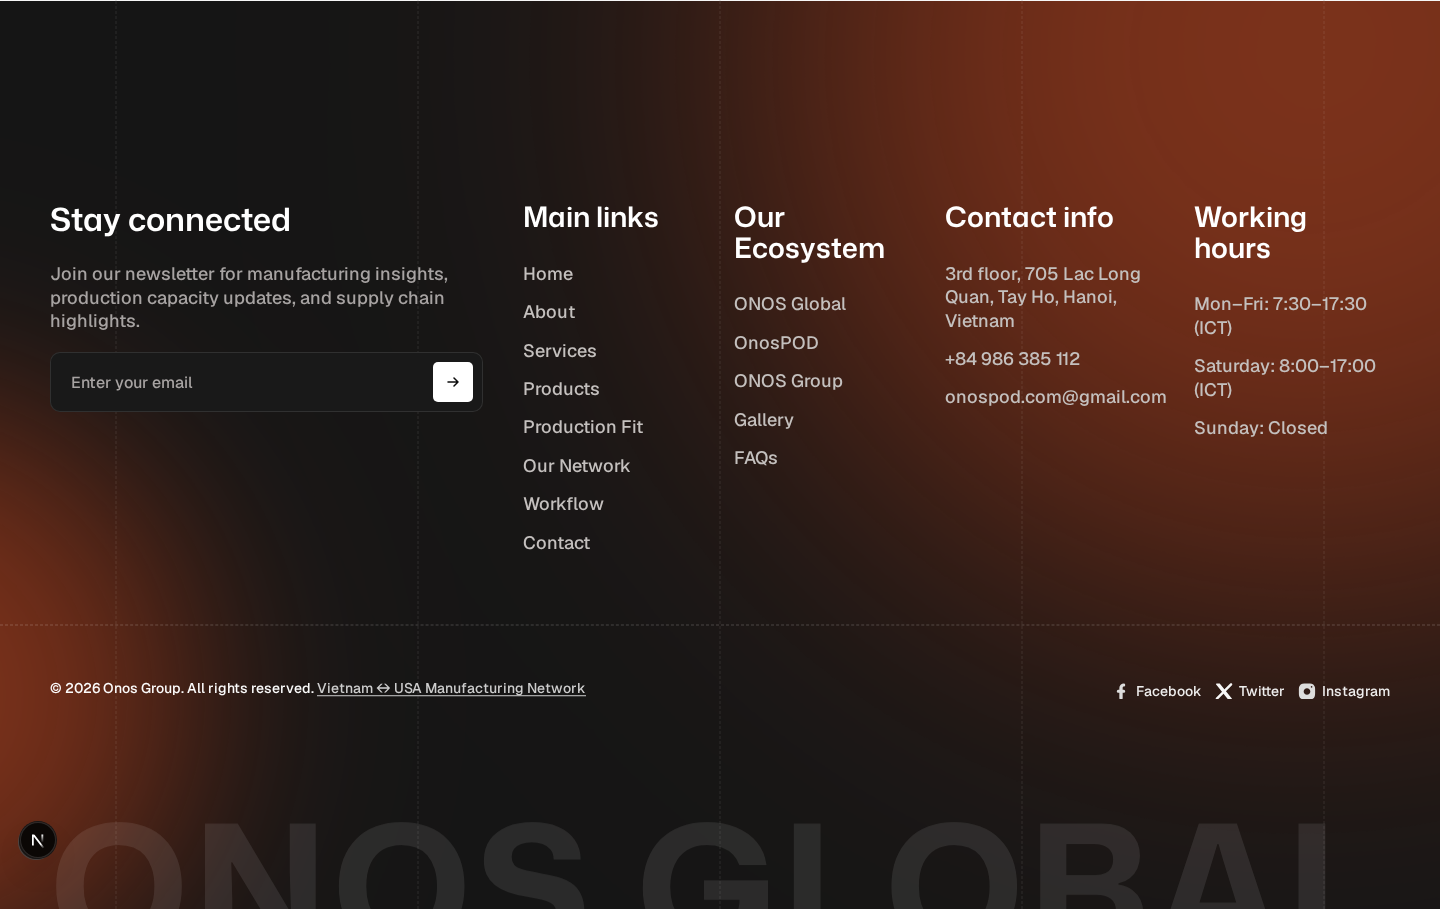 Stay connected
Join our newsletter for manufacturing insights,
production capacity updates, and supply chain
highlights.
Enter your email
Main links
Home
About
Services
Products
Production Fit
Our Network
Workflow
Contact
Our
Ecosystem
ONOS Global
OnosPOD
ONOS Group
Gallery
FAQs
Contact info
3rd floor, 705 Lac Long
Quan, Tay Ho, Hanoi,
Vietnam
+84 986 385 112
onospod.com@gmail.com
Working
hours
Mon–Fri: 7:30–17:30
(ICT)
Saturday: 8:00–17:00
(ICT)
Sunday: Closed
© 2026 Onos Group. All rights reserved. Vietnam ↔ USA Manufacturing Network
Facebook
Twitter
Instagram
N
ONOS GLOBAL